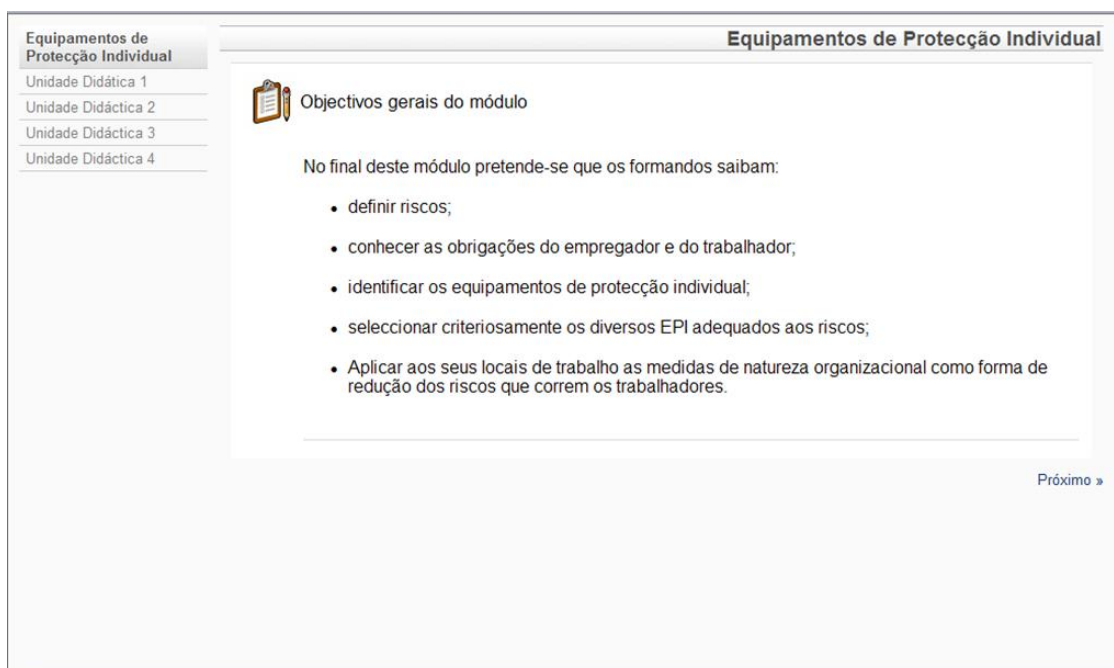 Equipamentos de
Protecção Individual
Unidade Didática 1
Unidade Didáctica 2
Unidade Didáctica 3
Unidade Didáctica 4
Equipamentos de Protecção Individual
Objectivos gerais do módulo
No final deste módulo pretende-se que os formandos saibam:
• definir riscos;
• conhecer as obrigações do empregador e do trabalhador;
• identificar os equipamentos de protecção individual;
• seleccionar criteriosamente os diversos EPI adequados aos riscos;
• Aplicar aos seus locais de trabalho as medidas de natureza organizacional como forma de
redução dos riscos que correm os trabalhadores.
Próximo »